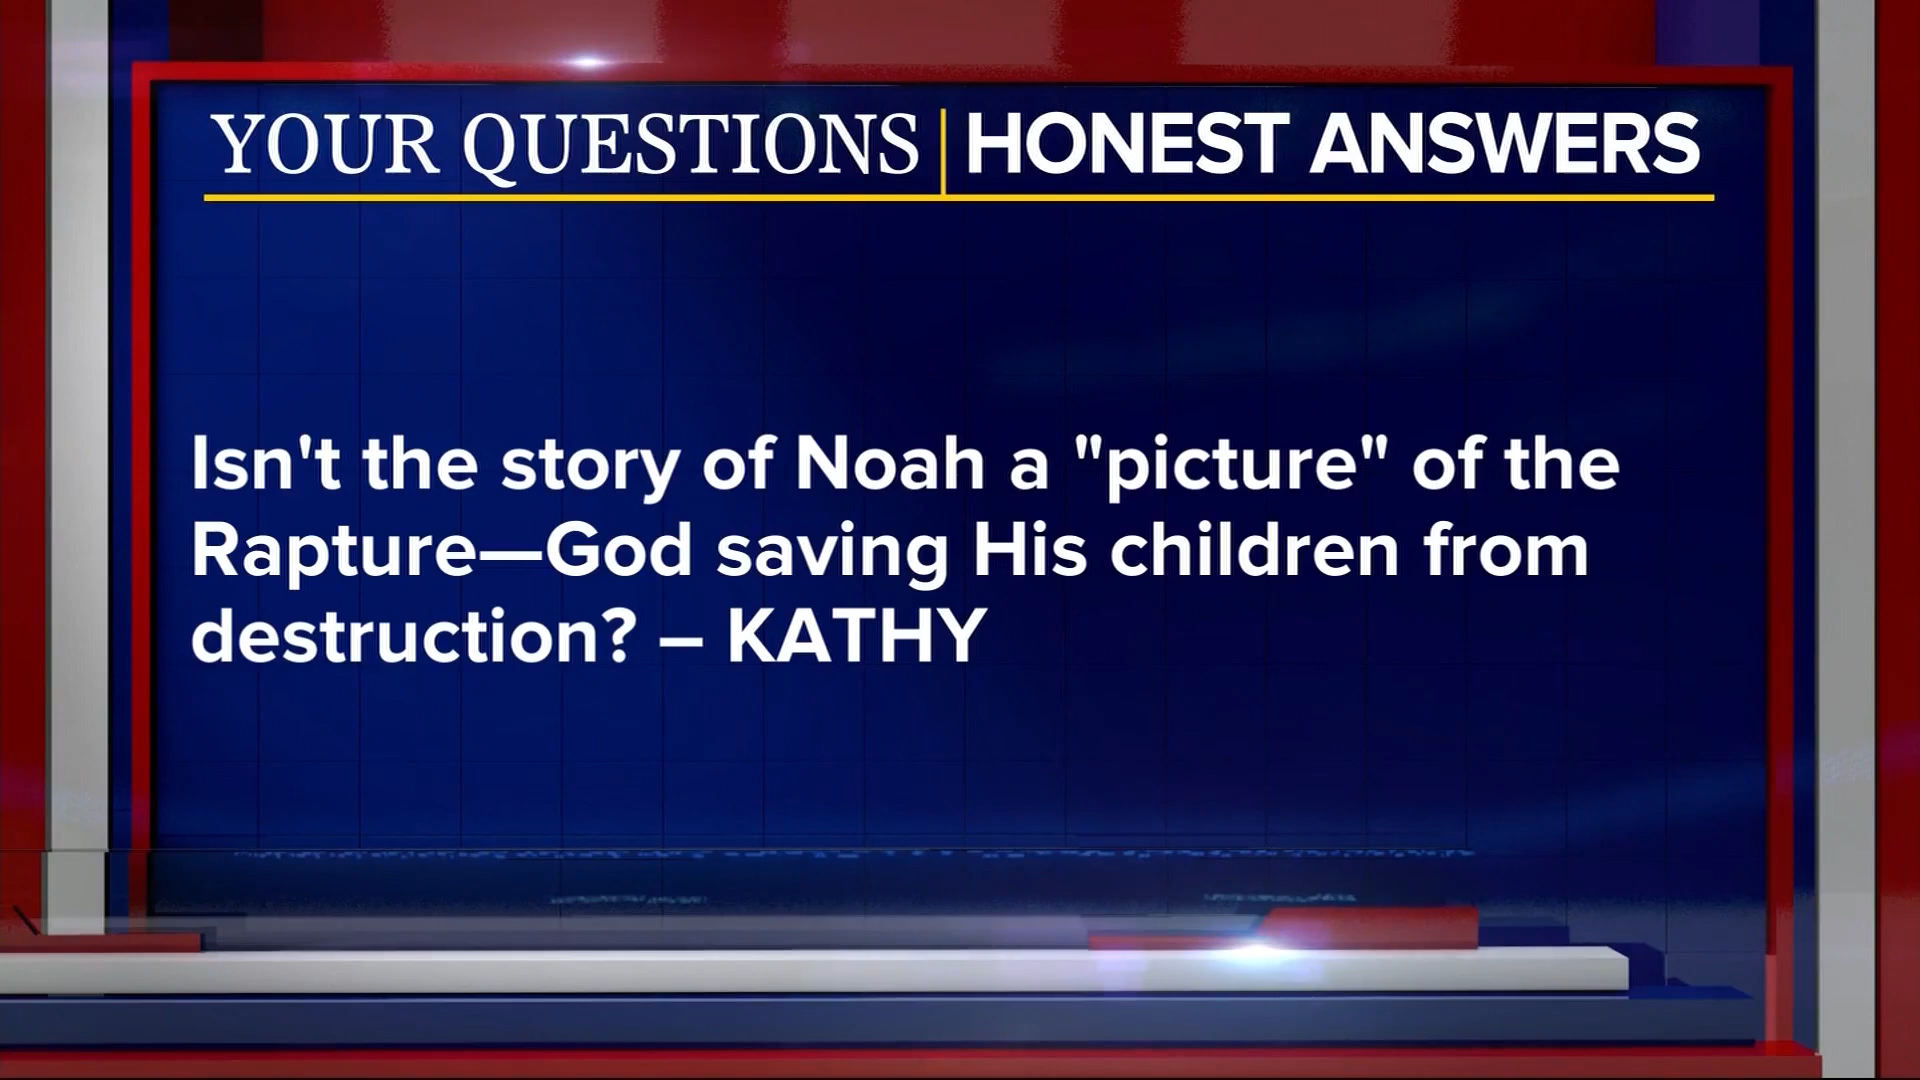 YOUR QUESTIONS | HONEST ANSWERS
Isn't the story of Noah a "picture" of the
Rapture—God saving His children from
destruction? – KATHY